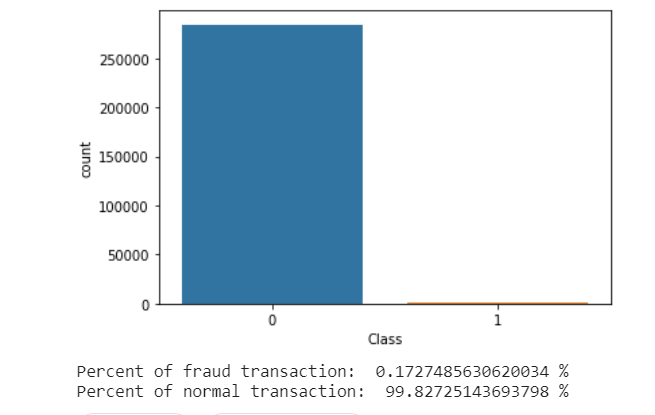 250000
200000
150000
100000
50000
0
count
0 1
Class
Percent of fraud transaction: 0.1727485630620034 %
Percent of normal transaction: 99.82725143693798 %